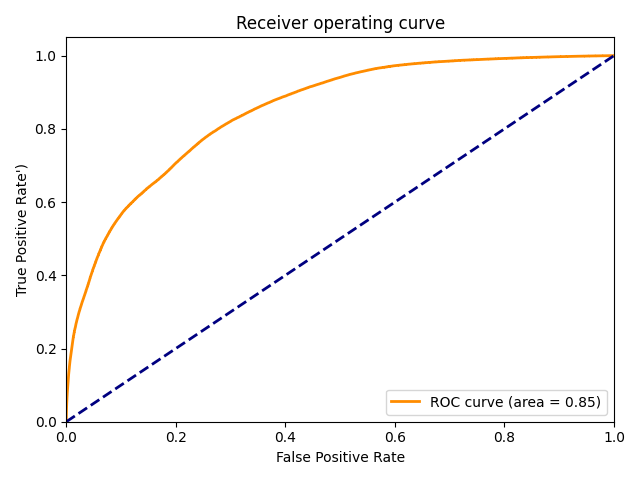 Receiver operating curve
True Positive Rate')
1.0
0.8
0.6
0.4
0.2
0.0
ROC curve (area = 0.85)
0.0 0.2 0.4 0.6 0.8 1.0
False Positive Rate